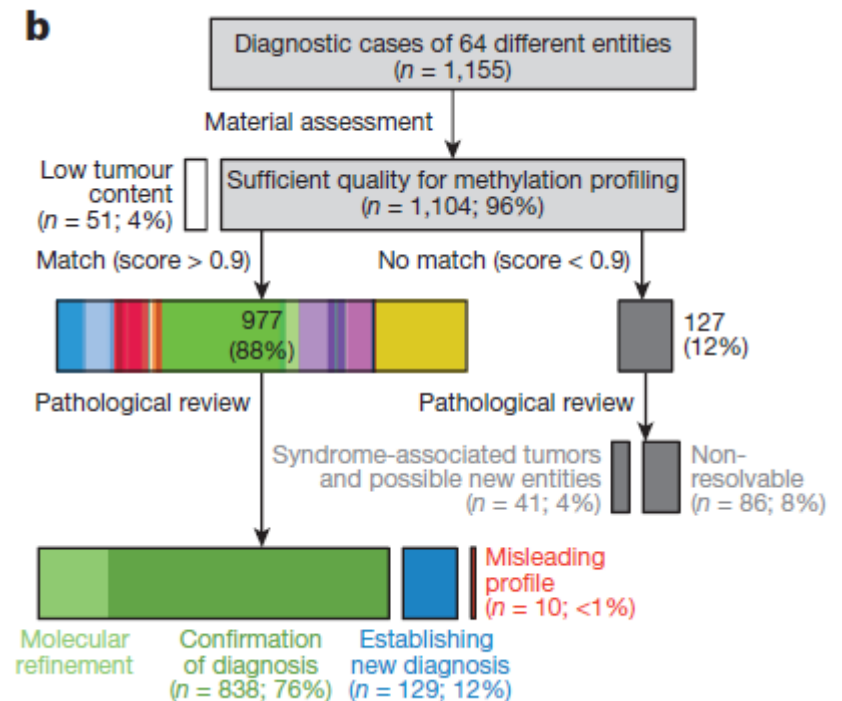 b
Diagnostic cases of 64 different entities
(n = 1,155)
Material assessment
Low tumour
content
(n = 51; 4%)
Sufficient quality for methylation profiling
(n = 1,104; 96%)
Match (score > 0.9)
No match (score < 0.9)
977
(88%)
127
(12%)
Pathological review
Pathological review
Syndrome-associated tumors
and possible new entities
(n = 41; 4%)
Non-
resolvable
(n = 86; 8%)
Misleading
profile
(n = 10; <1%)
Molecular
refinement
Confirmation
of diagnosis
(n = 838; 76%)
Establishing
new diagnosis
(n = 129; 12%)